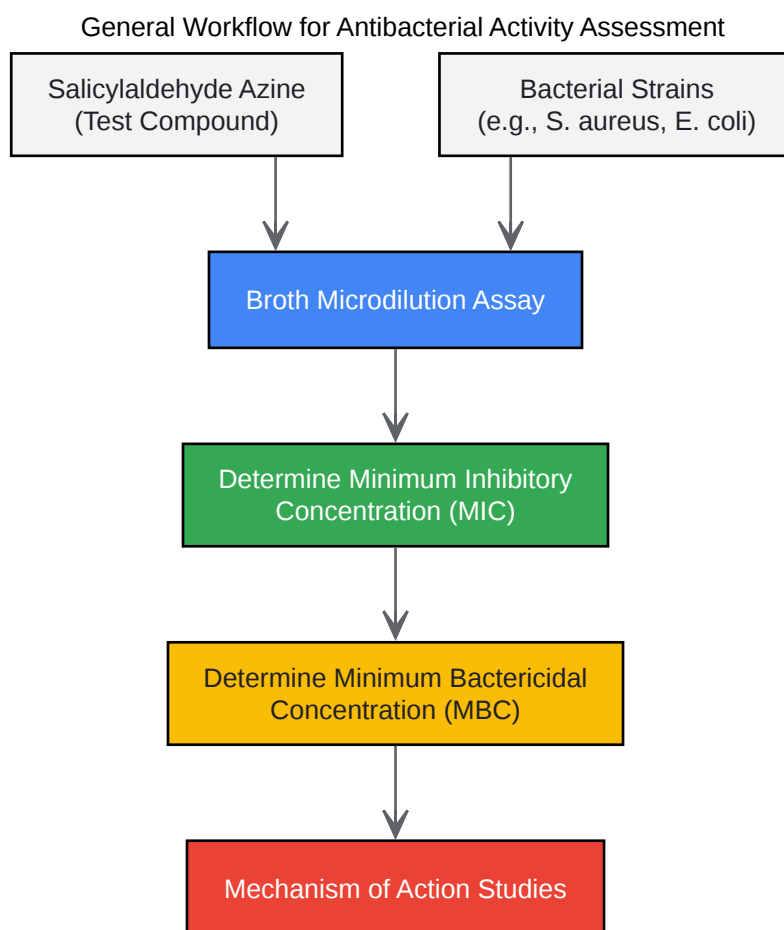 General Workflow for Antibacterial Activity Assessment
Salicylaldehyde Azine
(Test Compound)
Bacterial Strains
(e.g., S. aureus, E. coli)
Broth Microdilution Assay
Determine Minimum Inhibitory
Concentration (MIC)
Determine Minimum Bactericidal
Concentration (MBC)
Mechanism of Action Studies